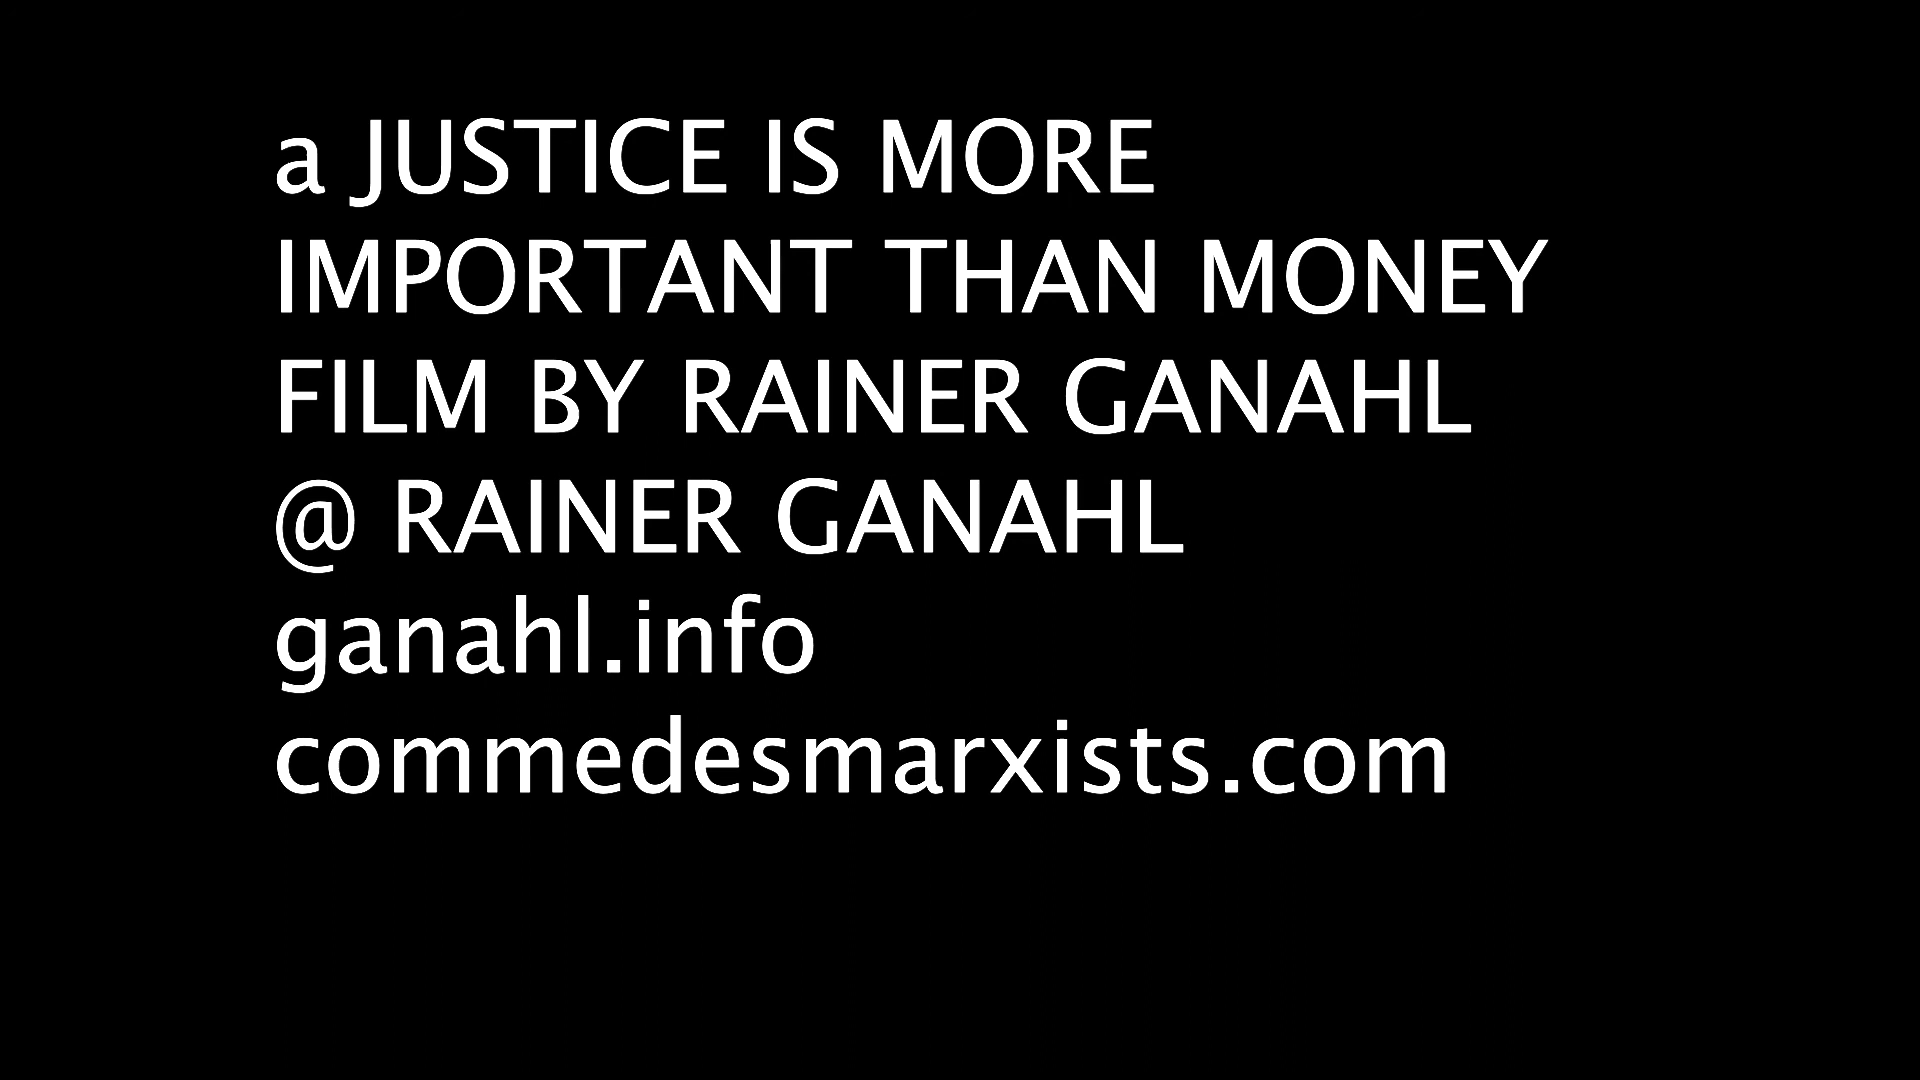 a JUSTICE IS MORE
IMPORTANT THAN MONEY
FILM BY RAINER GANAHL
@ RAINER GANAHL
ganahl.info
commedesmarxists.com